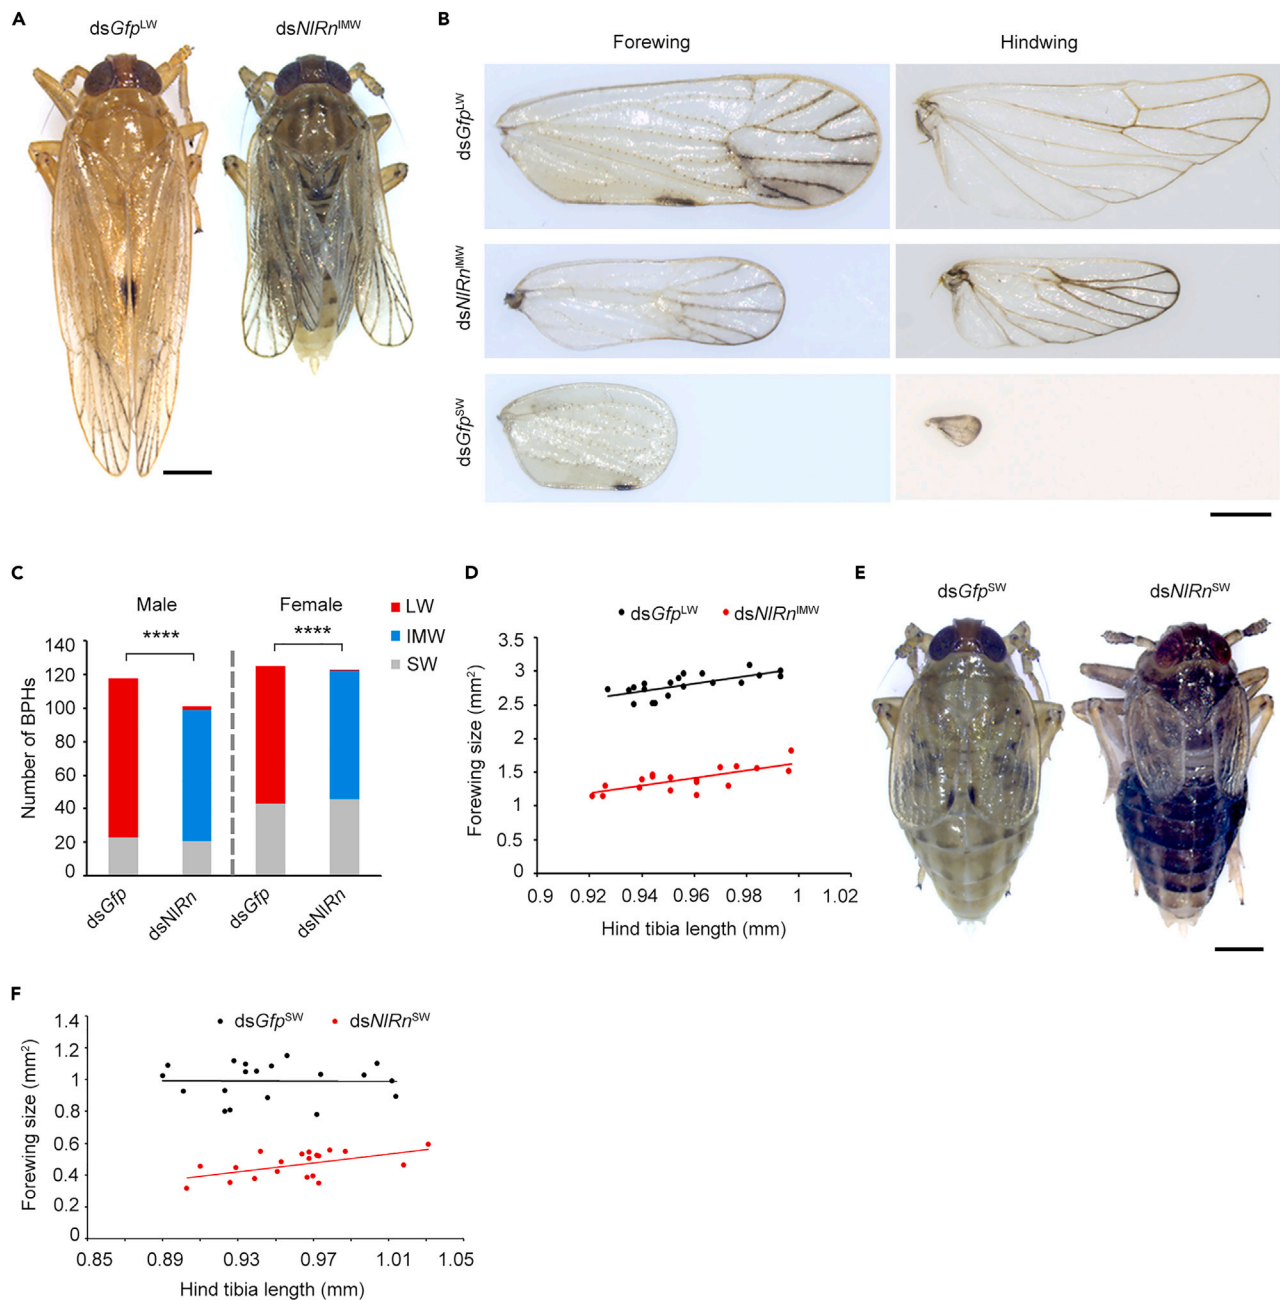 A
dsGfpLW
dsNlRnIMW
B
Forewing
Hindwing
dsGfpLW
dsNlRnIMW
dsGfpSW
C
Male
Female
LW
IMW
SW
****
****
140
120
100
80
60
40
20
0
Number of BPHs
dsGfp
dsNlRn
dsGfp
dsNlRn
D
dsGfpLW
dsNlRnIMW
3.5
3
2.5
2
1.5
1
0.5
0
Forewing size (mm2)
0.9
0.92
0.94
0.96
0.98
1
1.02
Hind tibia length (mm)
E
dsGfpSW
dsNlRnSW
F
dsGfpSW
dsNlRnSW
1.4
1.2
1
0.8
0.6
0.4
0.2
0
Forewing size (mm2)
0.85
0.89
0.93
0.97
1.01
1.05
Hind tibia length (mm)